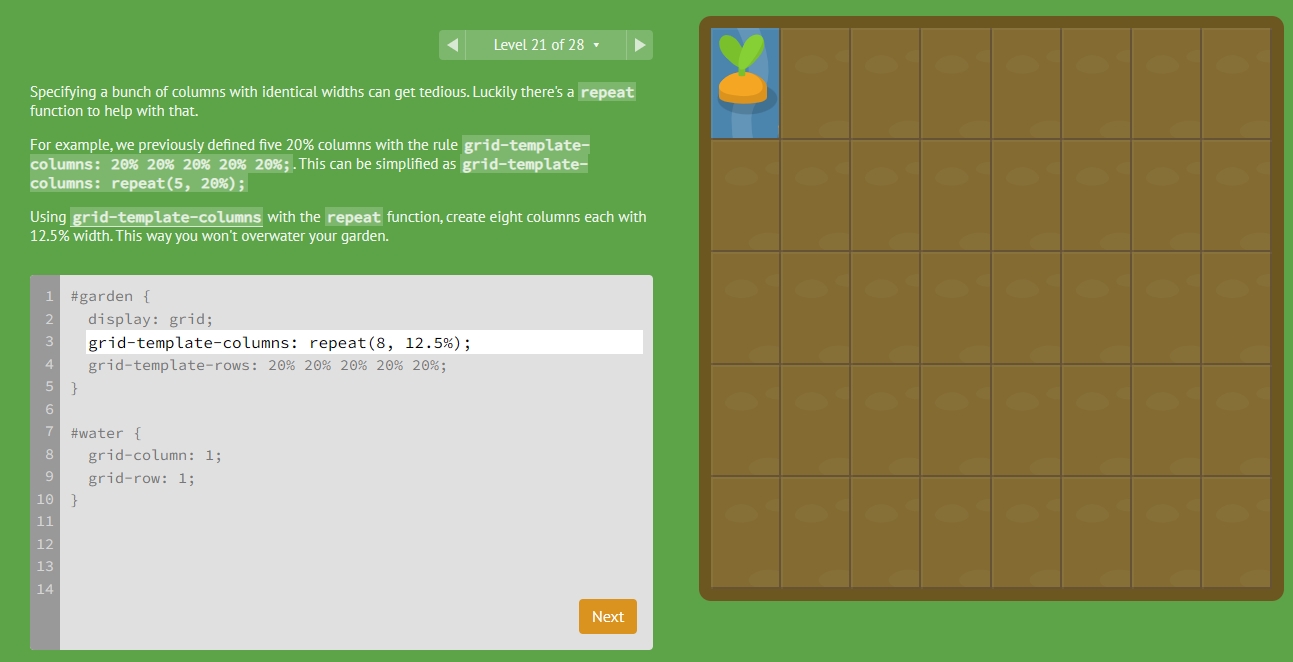 Level 21 of 28
Specifying a bunch of columns with identical widths can get tedious. Luckily there's a repeat
function to help with that.
For example, we previously defined five 20% columns with the rule grid-template-
columns: 20% 20% 20% 20% 20%;. This can be simplified as grid-template-
columns: repeat(5, 20%);
Using grid-template-columns with the repeat function, create eight columns each with
12.5% width. This way you won't overwater your garden.
1 #garden {
2 display: grid;
3 grid-template-columns: repeat(8, 12.5%);
4 grid-template-rows: 20% 20% 20% 20% 20%;
5 }
6
7 #water {
8 grid-column: 1;
9 grid-row: 1;
10 }
11
12
13
14
Next